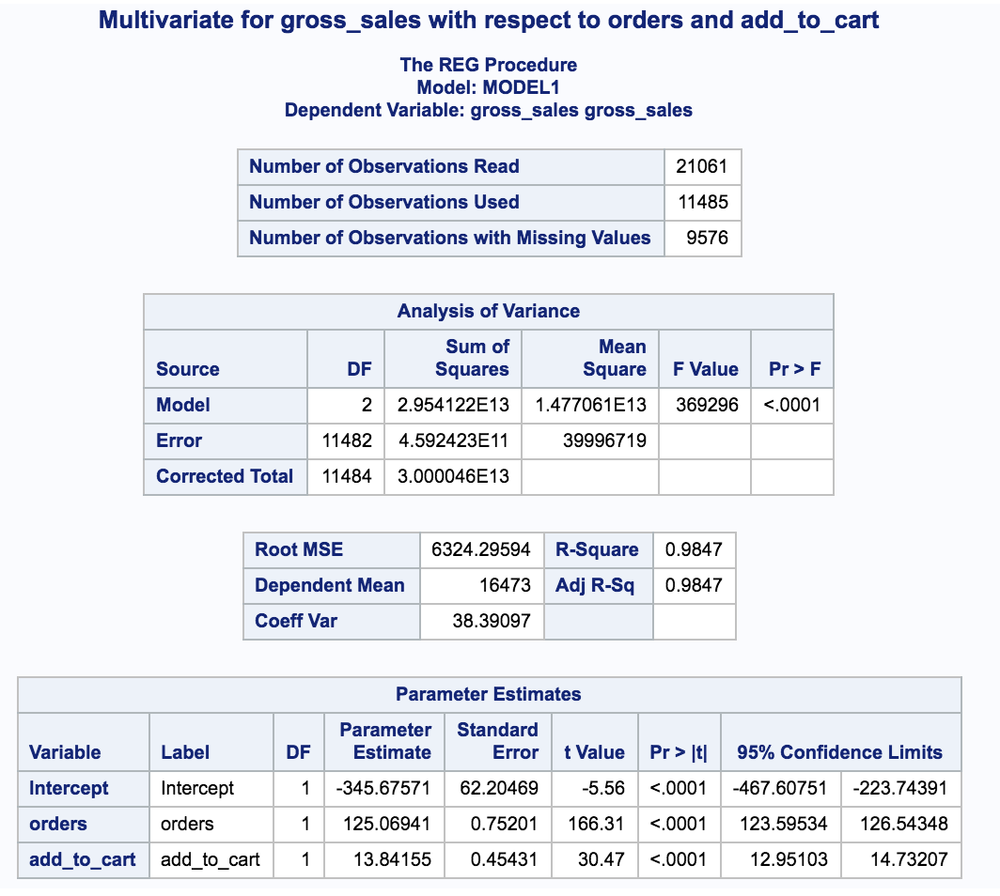 Multivariate for gross_sales with respect to orders and add_to_cart
The REG Procedure
Model: MODEL1
Dependent Variable: gross_sales gross_sales
Number of Observations Read 21061
Number of Observations Used 11485
Number of Observations with Missing Values 9576
Analysis of Variance
Source DF Sum of Squares Mean Square F Value Pr > F
Model 2 2.954122E13 1.477061E13 369296 <.0001
Error 11482 4.592423E11 39996719
Corrected Total 11484 3.000046E13
Root MSE 6324.29594 R-Square 0.9847
Dependent Mean 16473 Adj R-Sq 0.9847
Coeff Var 38.39097
Parameter Estimates
Variable Label DF Parameter Estimate Standard Error t Value Pr > |t| 95% Confidence Limits
Intercept Intercept 1 -345.67571 62.20469 -5.56 <.0001 -467.60751 -223.74391
orders orders 1 125.06941 0.75201 166.31 <.0001 123.59534 126.54348
add_to_cart add_to_cart 1 13.84155 0.45431 30.47 <.0001 12.95103 14.73207